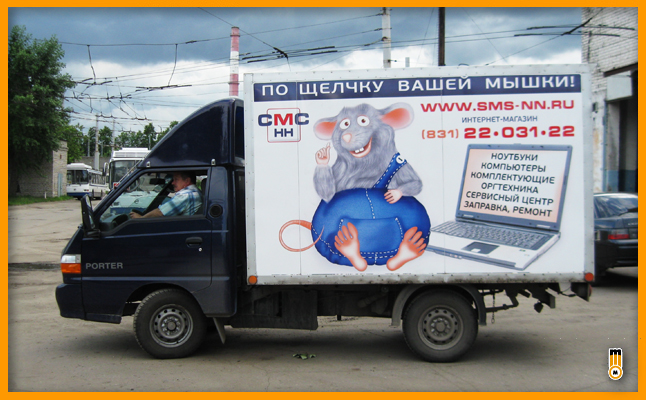 ПО ЩЕЛЧКУ ВАШЕЙ МЫШКИ!
СМС
НН
WWW.SMS-NN.RU
ИНТЕРНЕТ-МАГАЗИН
(831) 22•031•22
НОУТБУКИ
КОМПЬЮТЕРЫ
КОМПЛЕКТУЮЩИЕ
ОРГТЕХНИКА
СЕРВИСНЫЙ ЦЕНТР
ЗАПРАВКА, РЕМОНТ
PORTER